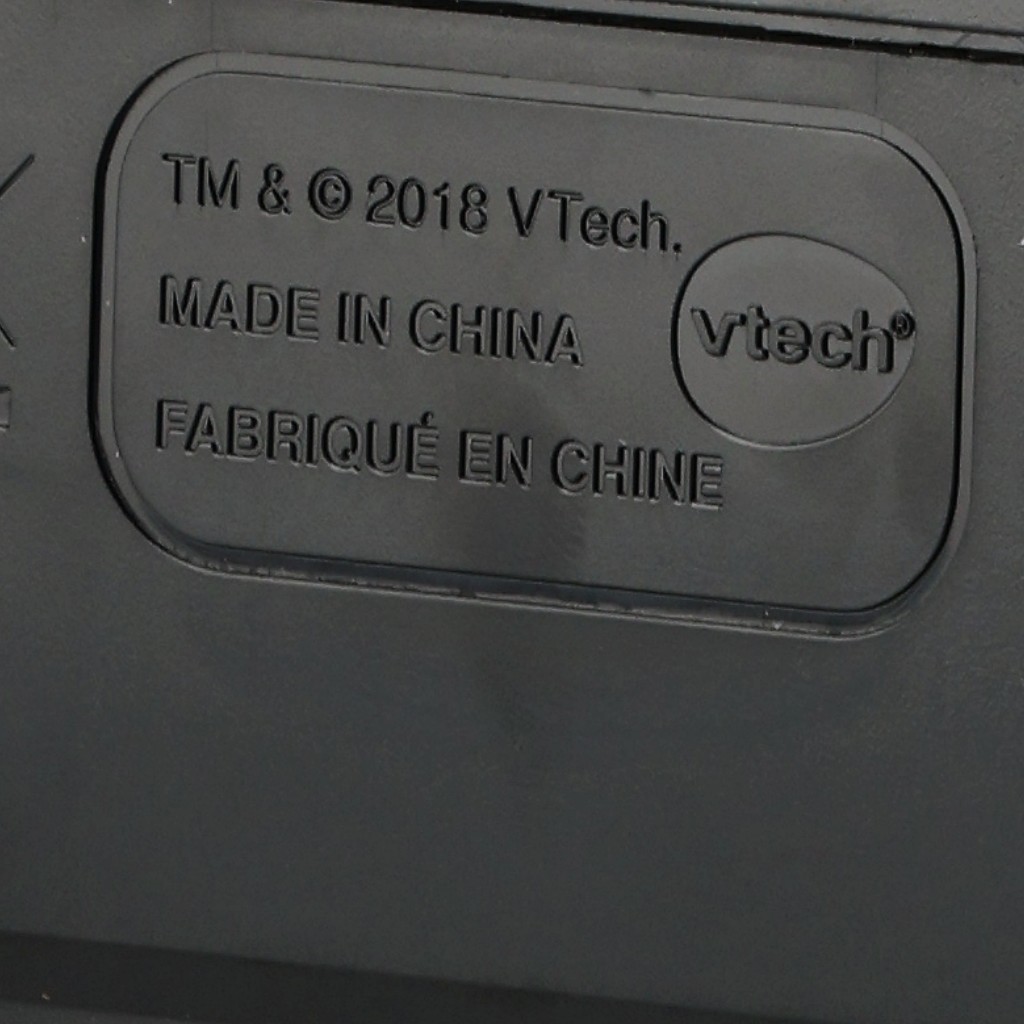 TM & © 2018 VTech.
MADE IN CHINA
FABRIQUÉ EN CHINE
vtech®